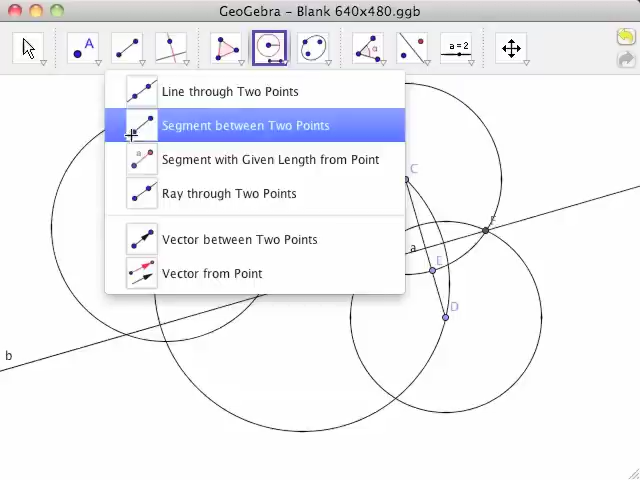 GeoGebra - Blank 640x480.ggb
A
α
a = 2
Line through Two Points
Segment between Two Points
a
Segment with Given Length from Point
Ray through Two Points
Vector between Two Points
Vector from Point
C
F
a
E
D
b